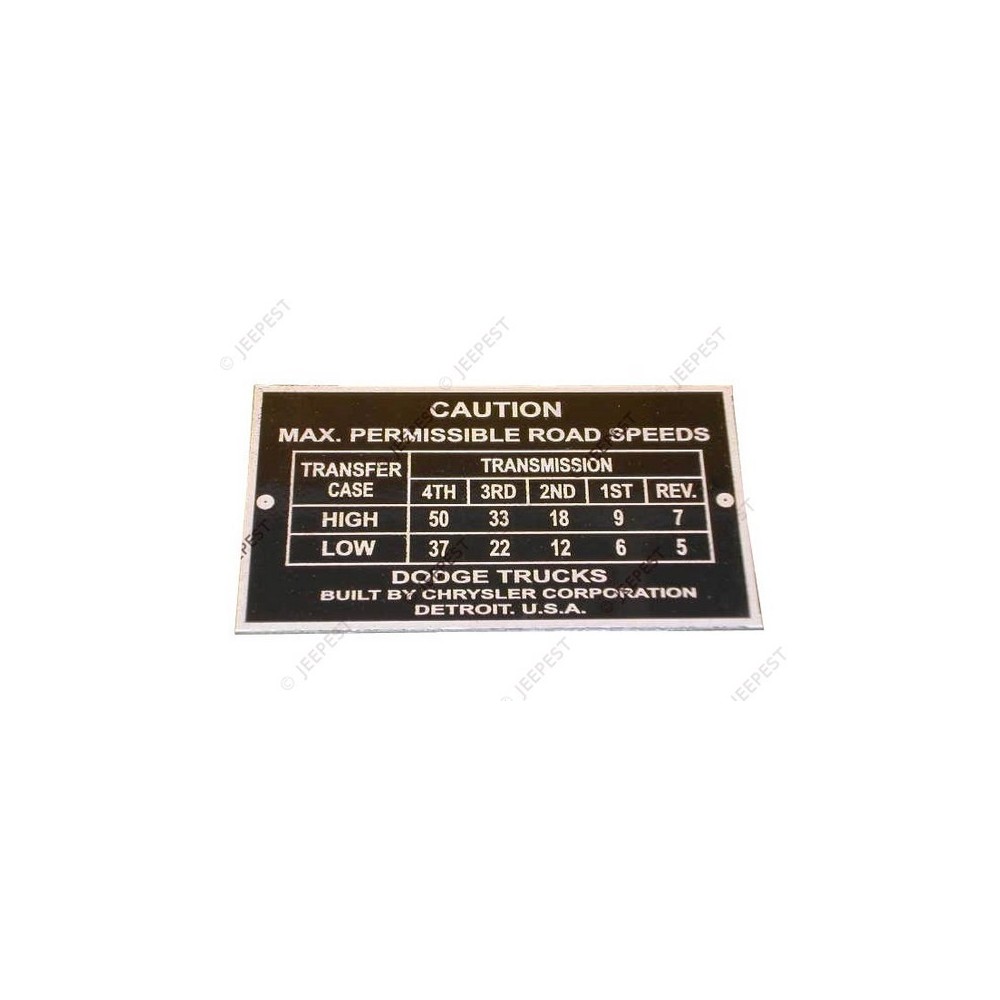 CAUTION
MAX. PERMISSIBLE ROAD SPEEDS
TRANSFER CASE TRANSMISSION
4TH 3RD 2ND 1ST REV.
HIGH 50 33 18 9 7
LOW 37 22 12 6 5
DODGE TRUCKS
BUILT BY CHRYSLER CORPORATION
DETROIT. U.S.A.
© JEEPEST
© JEEPEST
© JEEPEST
© JEEPEST
© JEEPEST
© JEEPEST